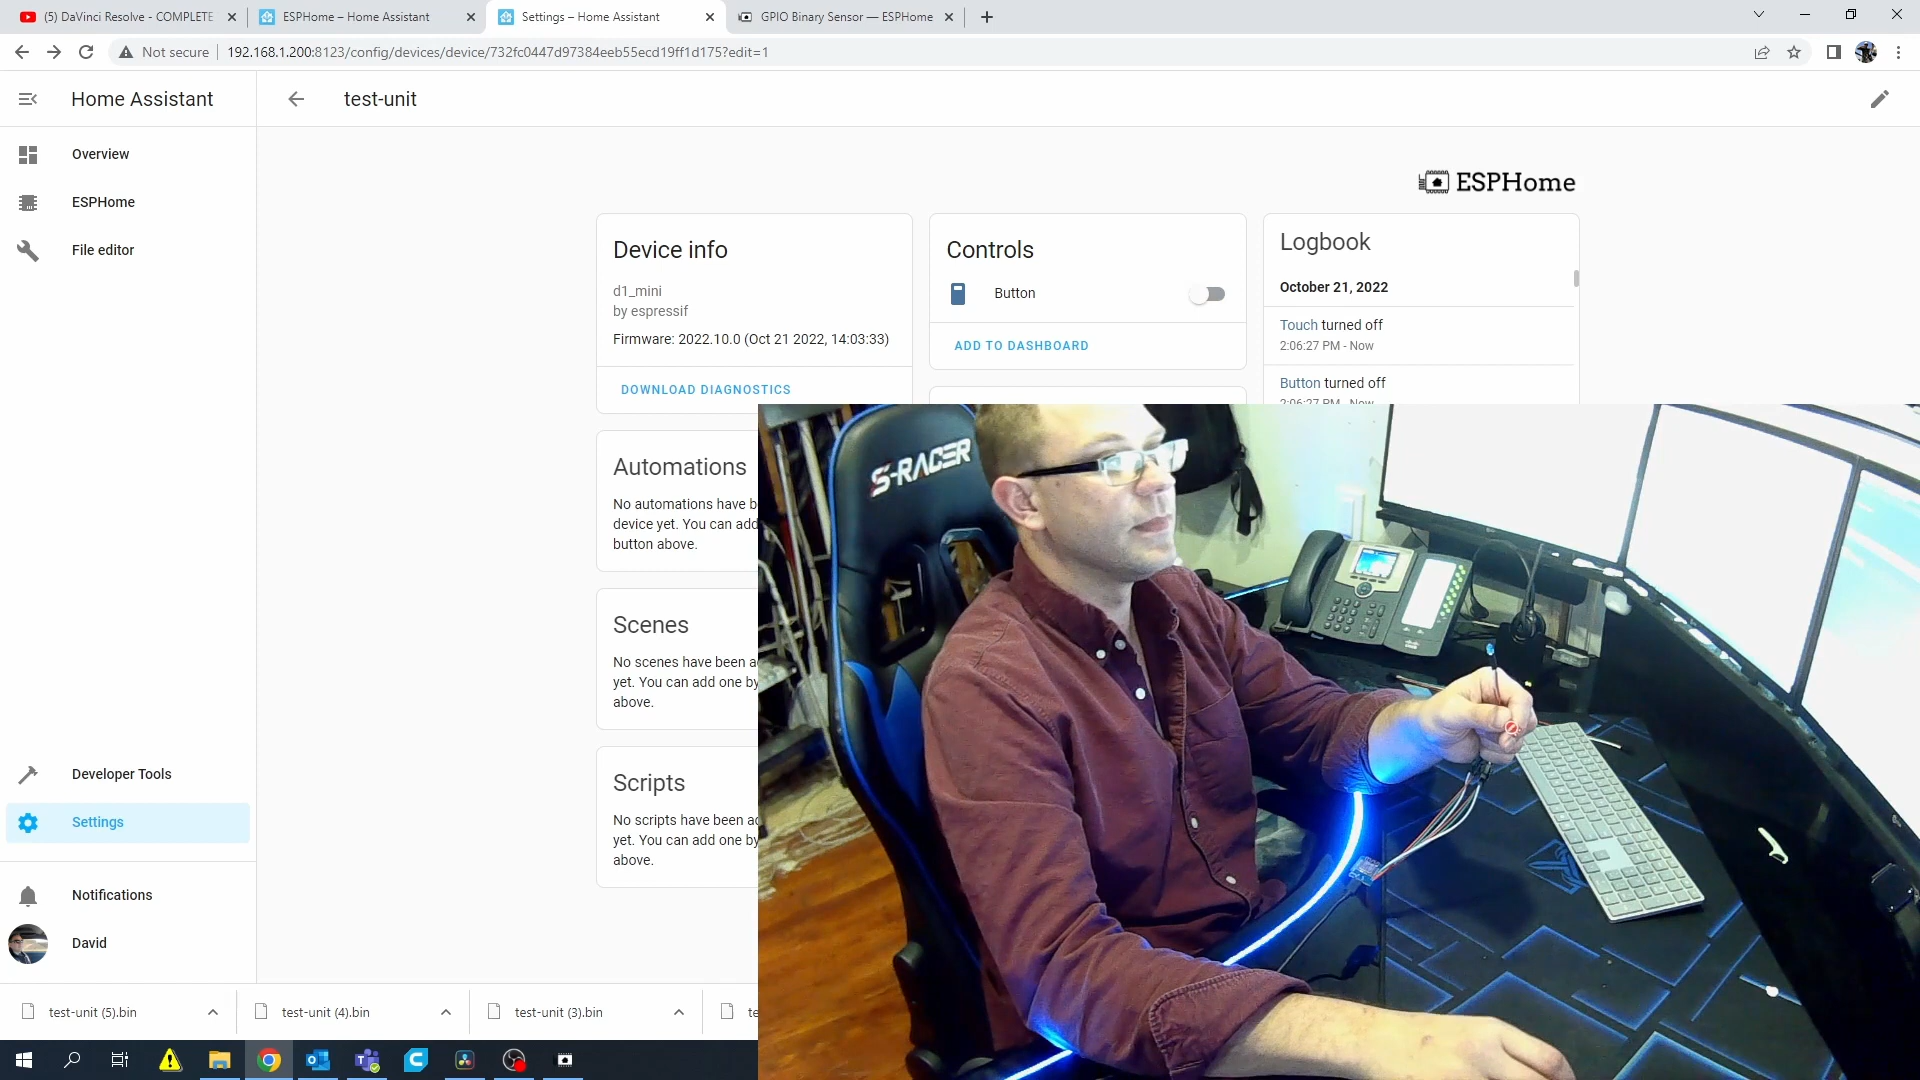 (5) DaVinci Resolve - COMPLETE
ESPHome – Home Assistant
Settings – Home Assistant
GPIO Binary Sensor — ESPHome
Not secure
192.168.1.200:8123/config/devices/device/732fc0447d97384eeb55ecd19ff1d175?edit=1
Home Assistant
test-unit
Overview
ESPHome
File editor
Developer Tools
Settings
Notifications
David
ESPHome
Device info
d1_mini
by espressif
Firmware: 2022.10.0 (Oct 21 2022, 14:03:33)
DOWNLOAD DIAGNOSTICS
Controls
Button
ADD TO DASHBOARD
Logbook
October 21, 2022
Touch turned off
2:06:27 PM - Now
Button turned off
2:06:27 PM - Now
Automations
No automations have b
device yet. You can add
button above.
Scenes
No scenes have been a
yet. You can add one by
above.
Scripts
No scripts have been ad
yet. You can add one by
above.
S-RACER
test-unit (5).bin
test-unit (4).bin
test-unit (3).bin
te